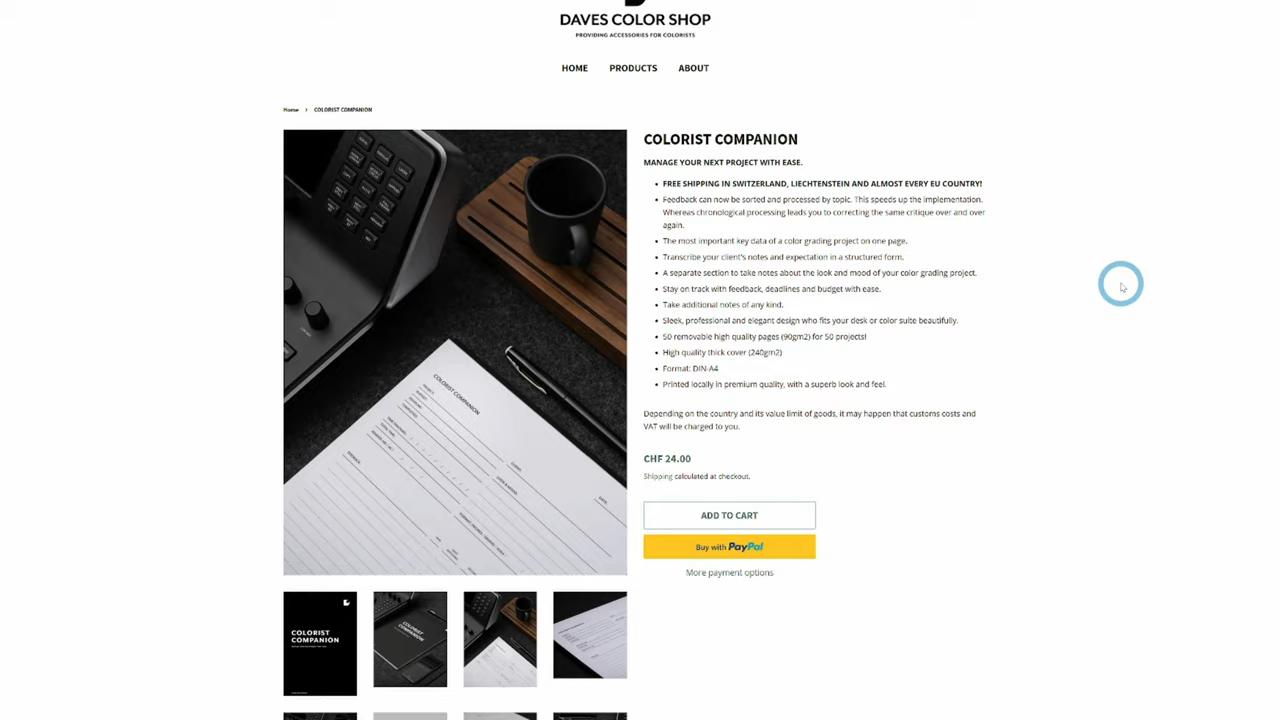 DAVES COLOR SHOP
PROVIDING ACCESSORIES FOR COLORISTS
HOME PRODUCTS ABOUT
Home › COLORIST COMPANION
COLORIST COMPANION
MANAGE YOUR NEXT PROJECT WITH EASE.
• FREE SHIPPING IN SWITZERLAND, LIECHTENSTEIN AND ALMOST EVERY EU COUNTRY!
• Feedback can now be sorted and processed by topic. This speeds up the implementation.
Whereas chronological processing leads you to correcting the same critique over and over
again.
• The most important key data of a color grading project on one page.
• Transcribe your client's notes and expectation in a structured form.
• A separate section to take notes about the look and mood of your color grading project.
• Stay on track with feedback, deadlines and budget with ease.
• Take additional notes of any kind.
• Sleek, professional and elegant design who fits your desk or color suite beautifully.
• 50 removable high quality pages (90gm2) for 50 projects!
• High quality thick cover (240gm2)
• Format: DIN-A4
• Printed locally in premium quality, with a superb look and feel.
Depending on the country and its value limit of goods, it may happen that customs costs and
VAT will be charged to you.
CHF 24.00
Shipping calculated at checkout.
ADD TO CART
Buy with PayPal
More payment options
COLORIST COMPANION
COLORIST
COMPANION
COLORIST
COMPANION